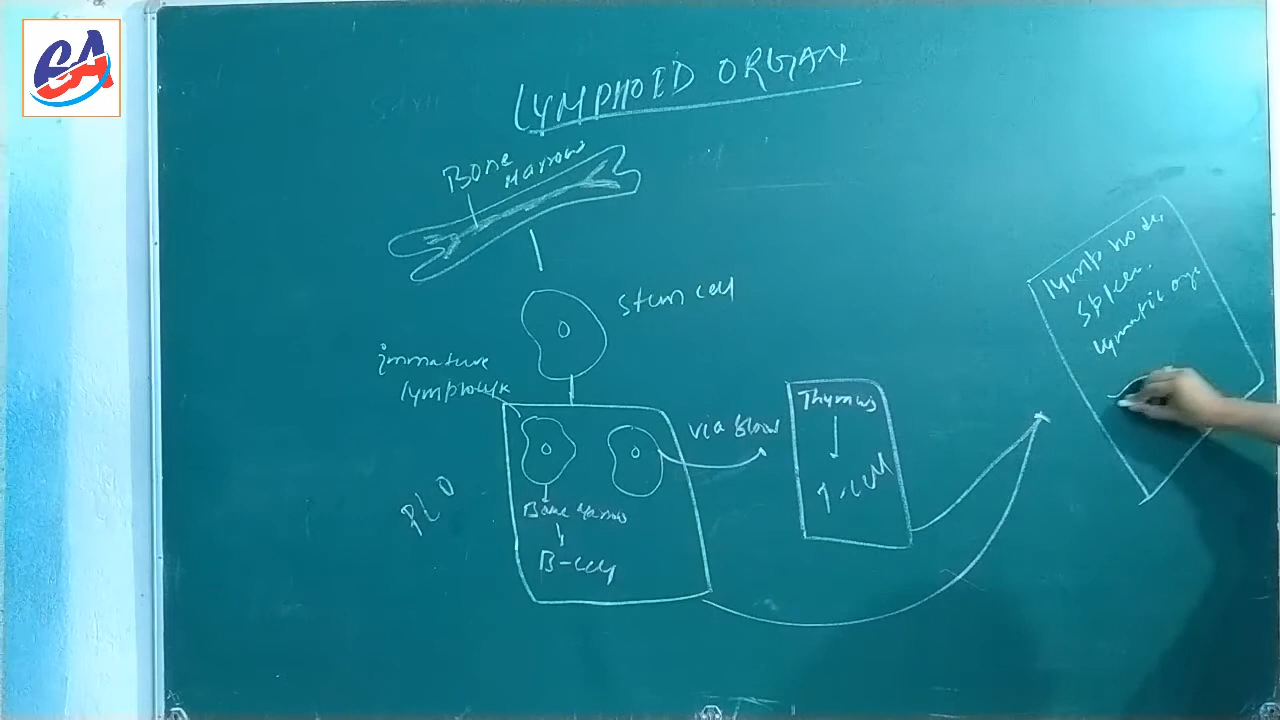 LYMPHOID ORGAN
Bone
Marrow
Stem cell
immature
lymphocyte
via blood
Thymus
T-cell
PLO
Bone Marrow
B-cell
lymph node,
Spleen.